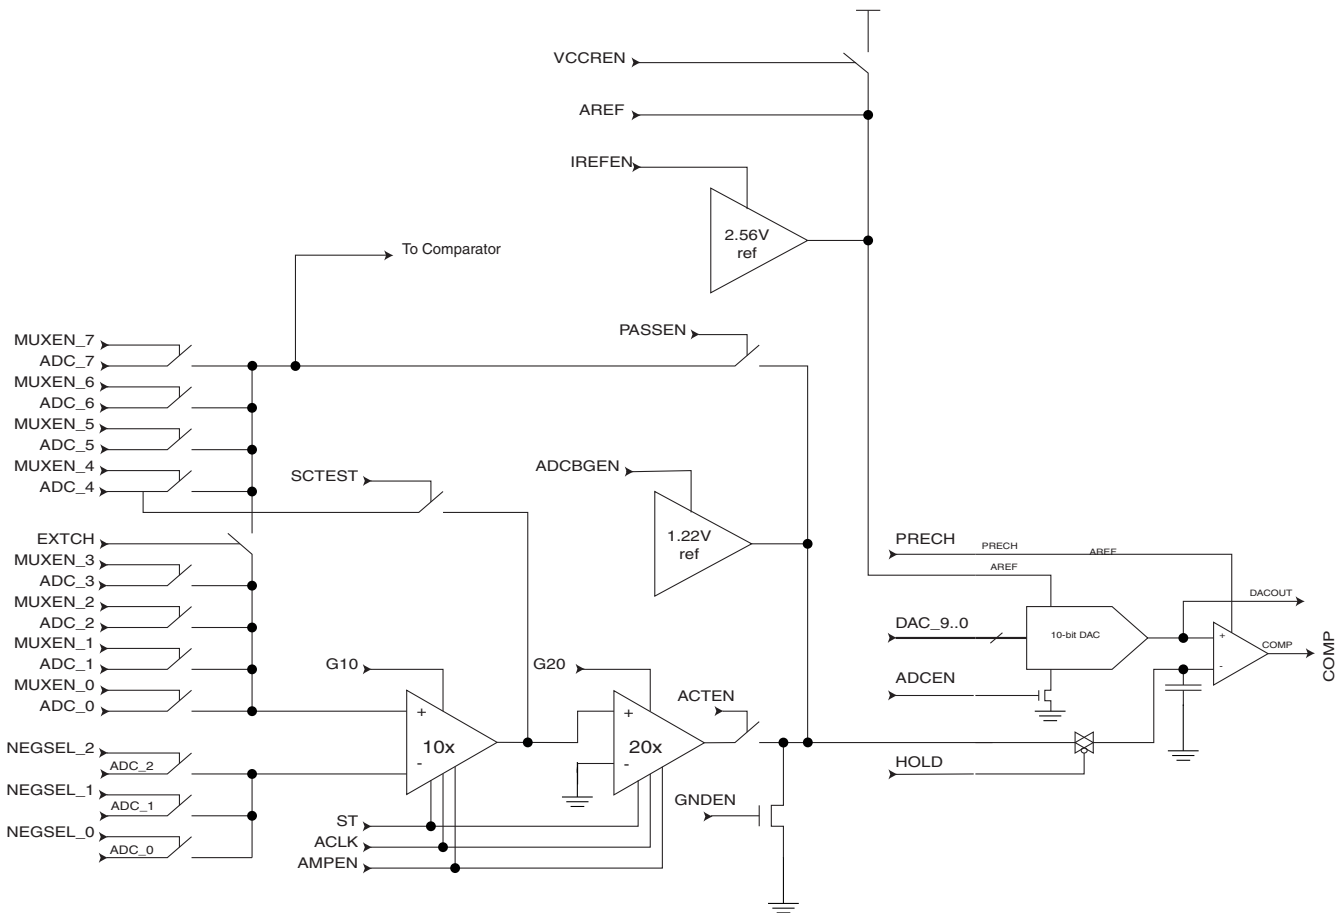 VCCREN
AREF
IREFEN
2.56V
ref
To Comparator
PASSEN
MUXEN_7
ADC_7
MUXEN_6
ADC_6
MUXEN_5
ADC_5
MUXEN_4
ADC_4
SCTEST
ADCBGEN
1.22V
ref
EXTCH
MUXEN_3
ADC_3
MUXEN_2
ADC_2
MUXEN_1
ADC_1
MUXEN_0
ADC_0
PRECH
PRECH
AREF
AREF
DACOUT
DAC_9..0
10-bit DAC
+
-
COMP
COMP
ADCEN
G10
G20
ACTEN
+
10x
-
+
20x
-
HOLD
NEGSEL_2
ADC_2
NEGSEL_1
ADC_1
NEGSEL_0
ADC_0
GNDEN
ST
ACLK
AMPEN